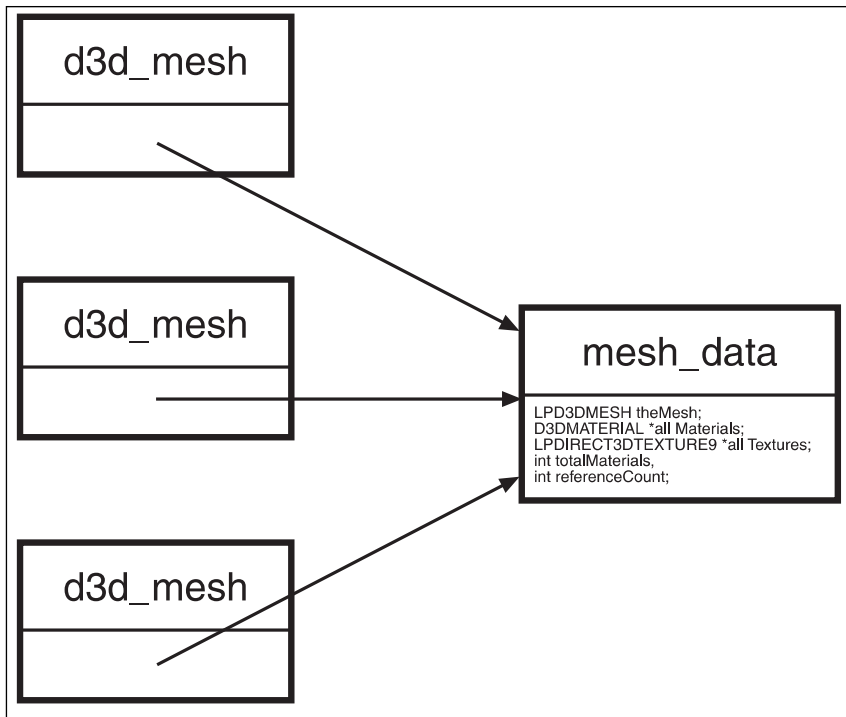 d3d_mesh
d3d_mesh
d3d_mesh
mesh_data
LPD3DMESH theMesh;
D3DMATERIAL *all Materials;
LPDIRECT3DTEXTURE9 *all Textures;
int totalMaterials,
int referenceCount;